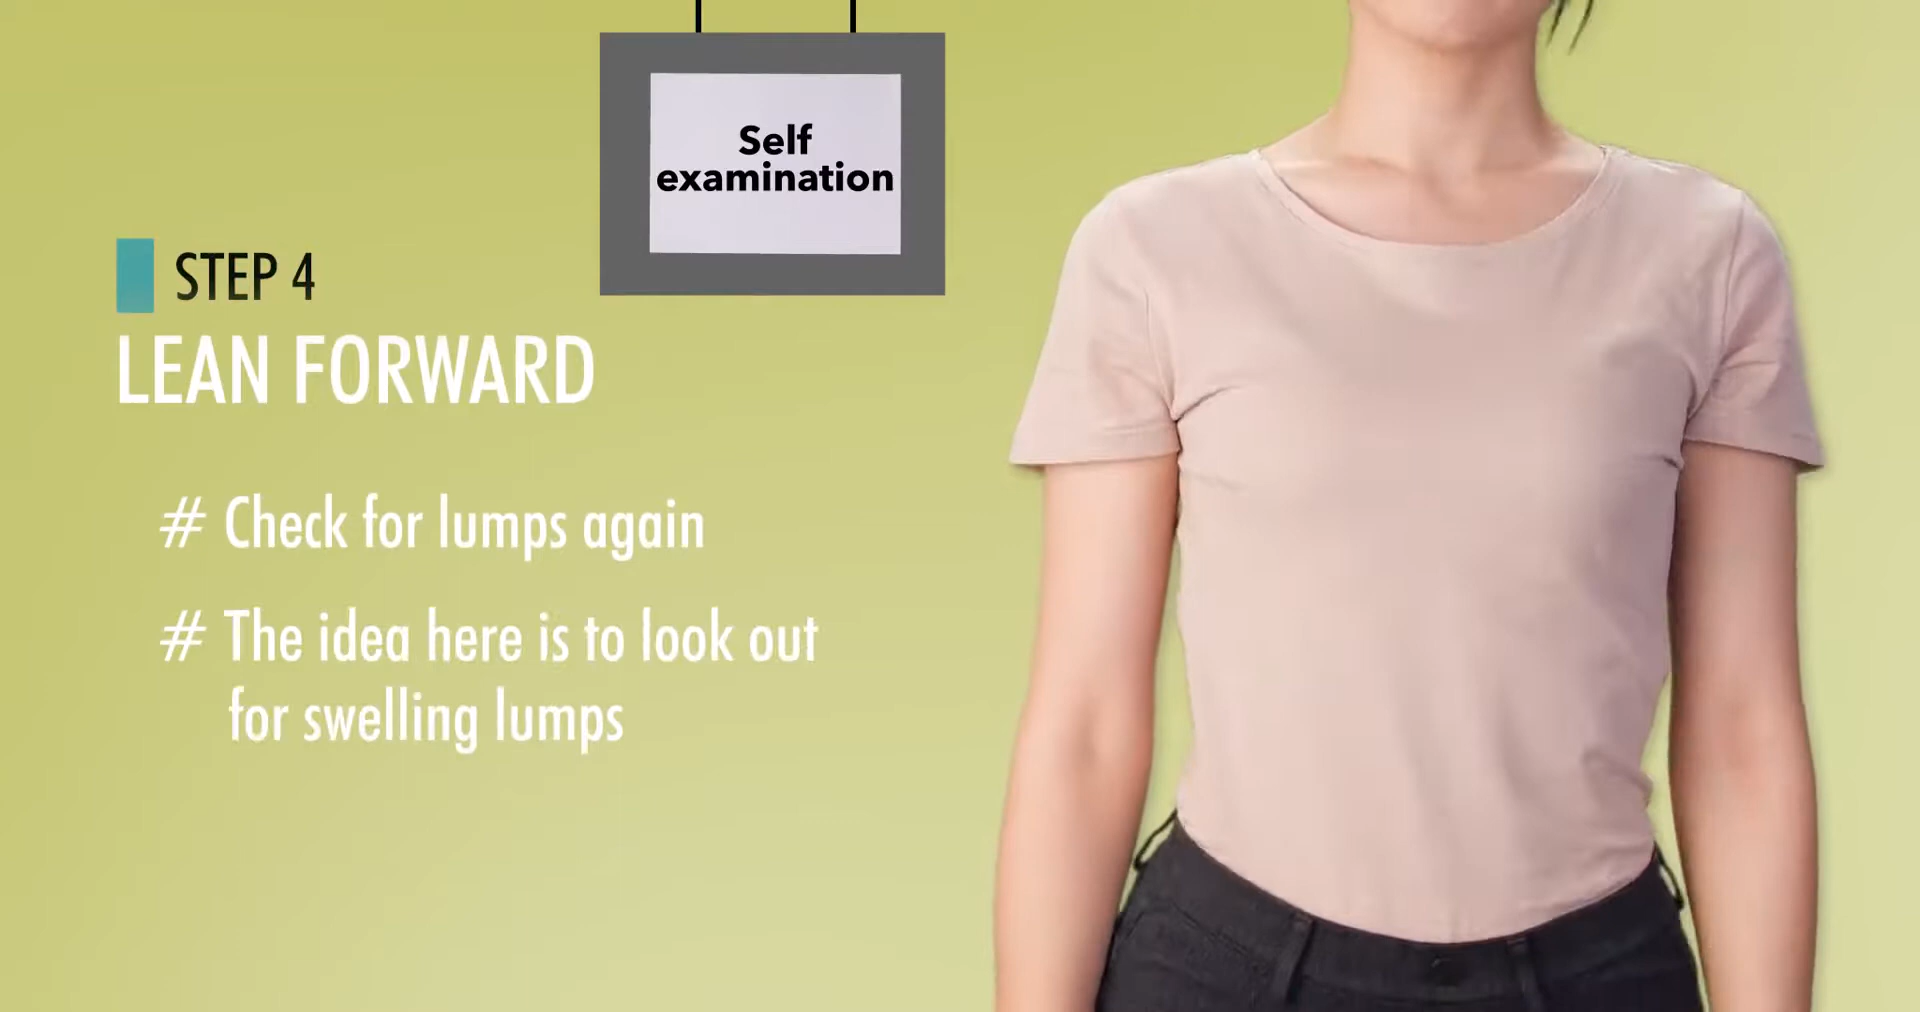 Self
examination
STEP 4
LEAN FORWARD
# Check for lumps again
# The idea here is to look out
for swelling lumps